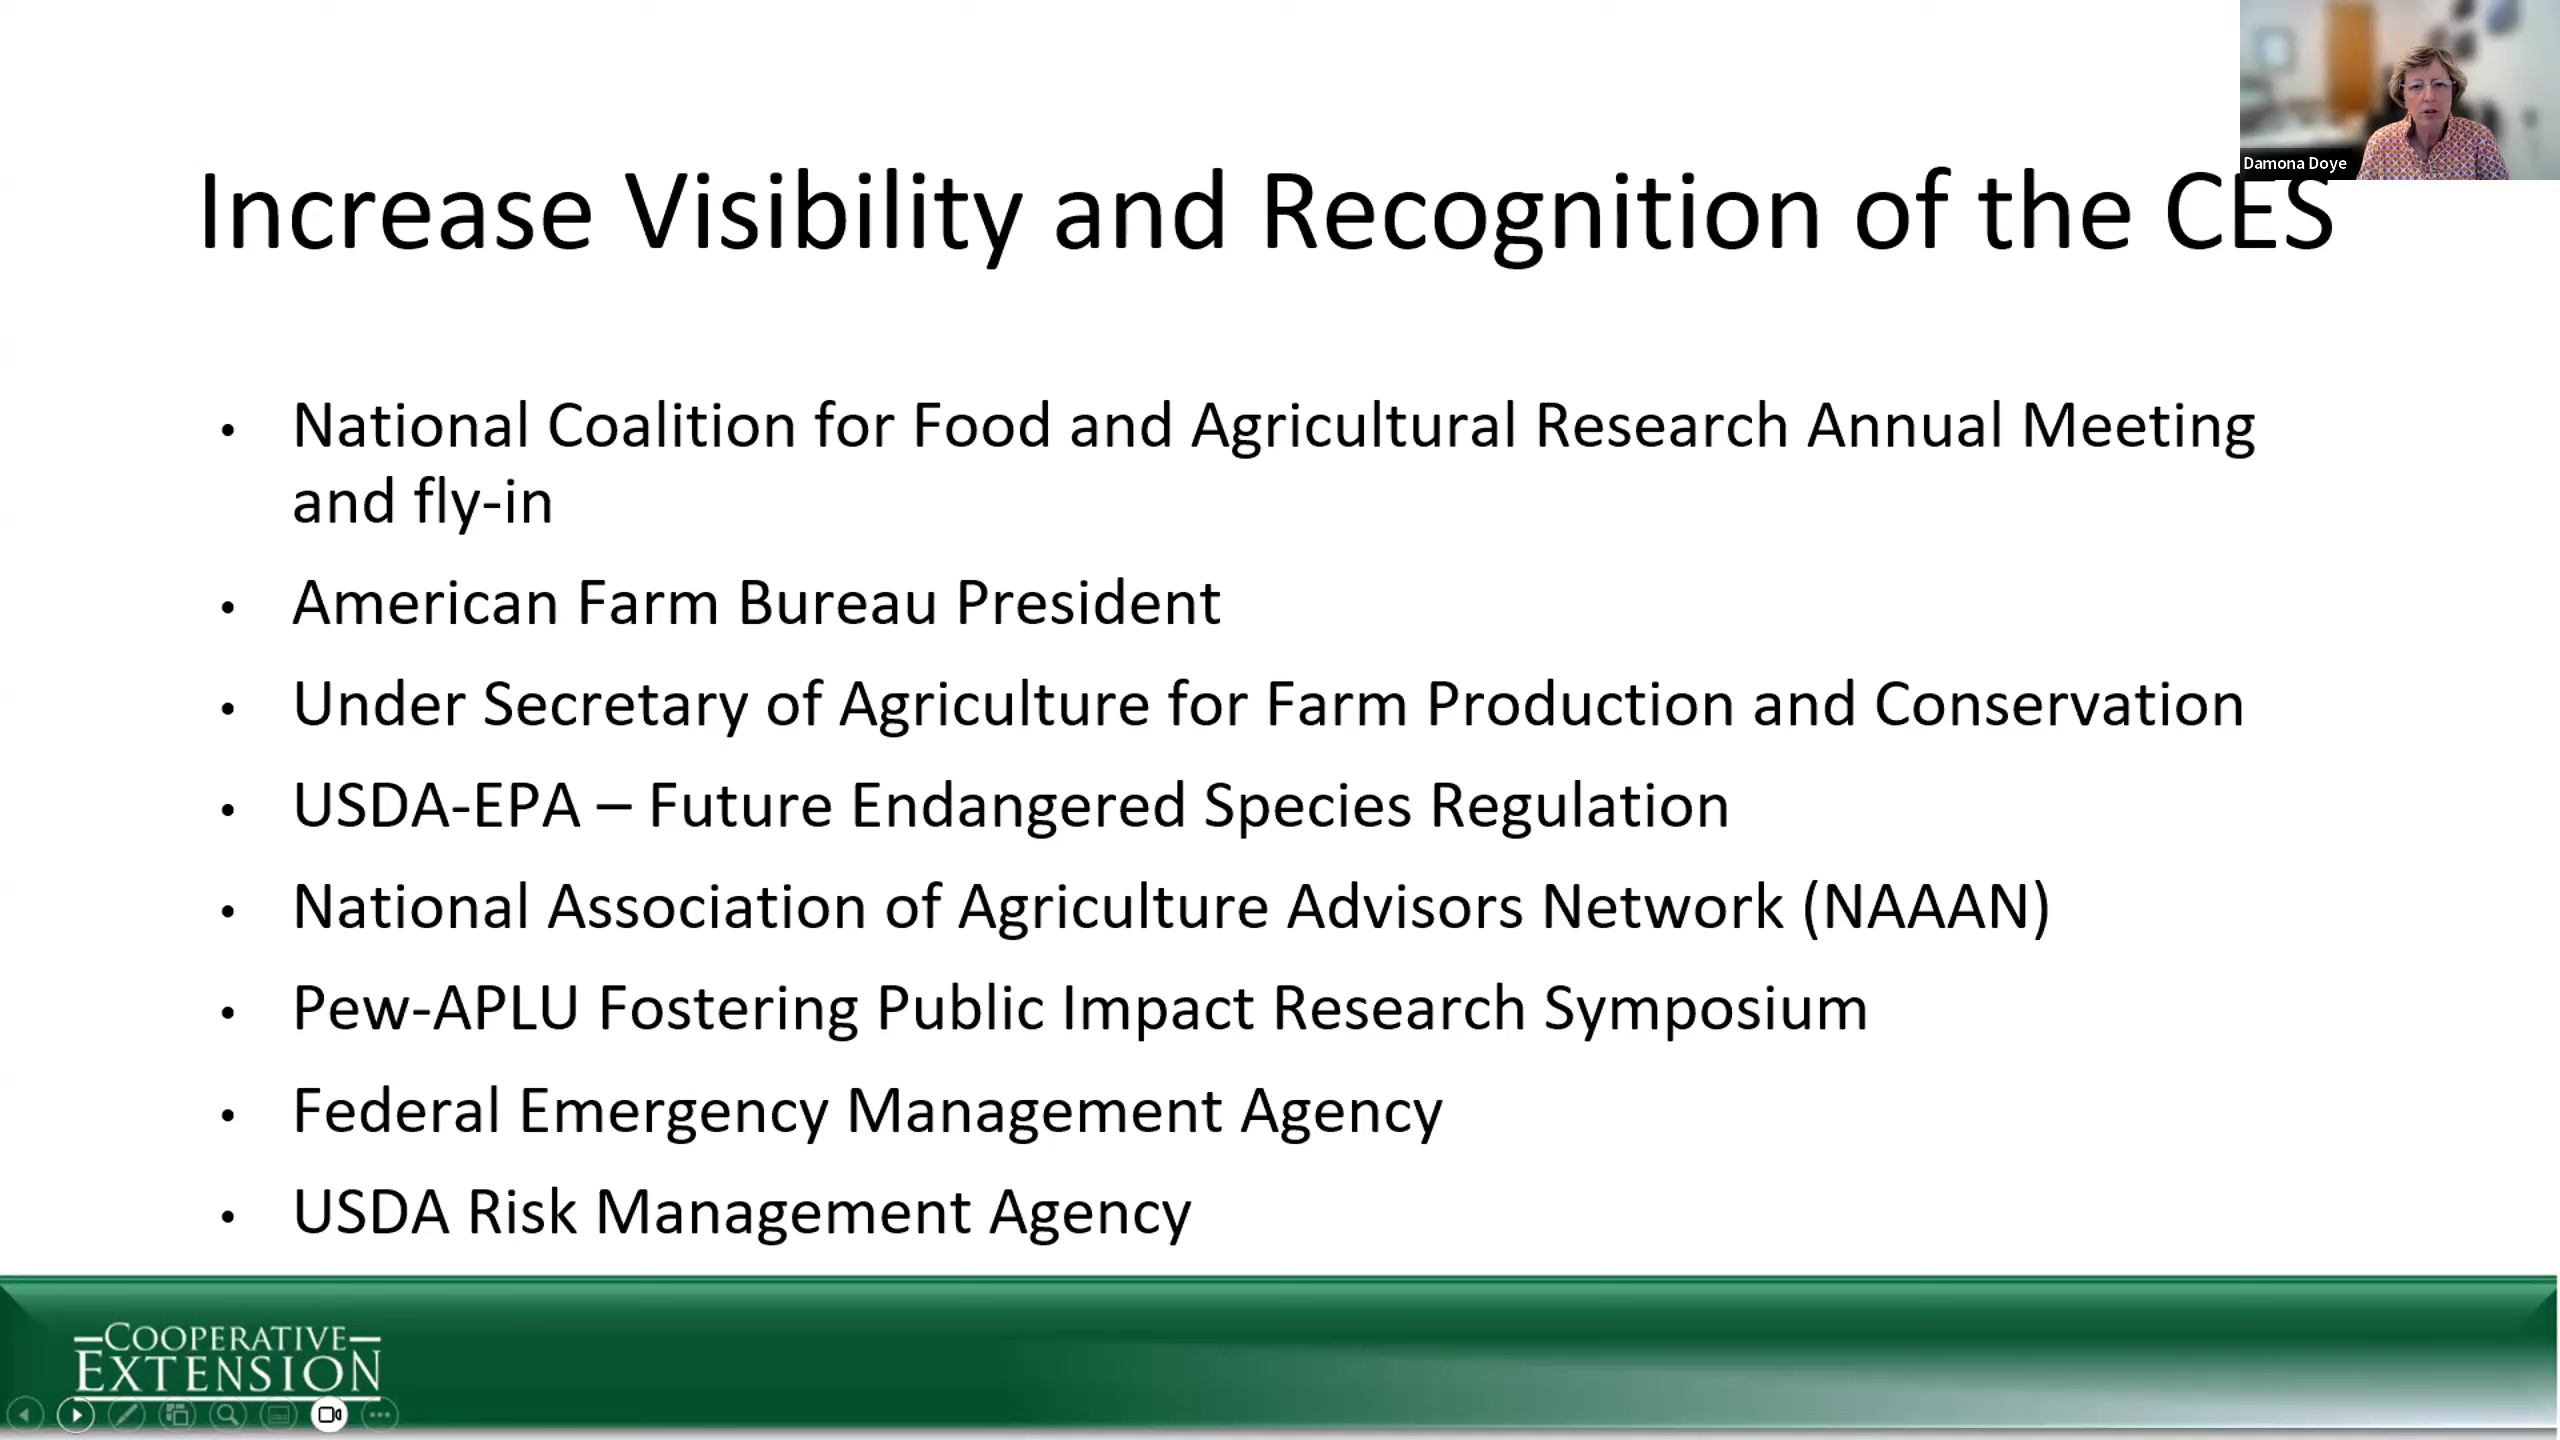 Damona Doye
Increase Visibility and Recognition of the CES
• National Coalition for Food and Agricultural Research Annual Meeting
and fly-in
• American Farm Bureau President
• Under Secretary of Agriculture for Farm Production and Conservation
• USDA-EPA – Future Endangered Species Regulation
• National Association of Agriculture Advisors Network (NAAAN)
• Pew-APLU Fostering Public Impact Research Symposium
• Federal Emergency Management Agency
• USDA Risk Management Agency
COOPERATIVE
EXTENSION